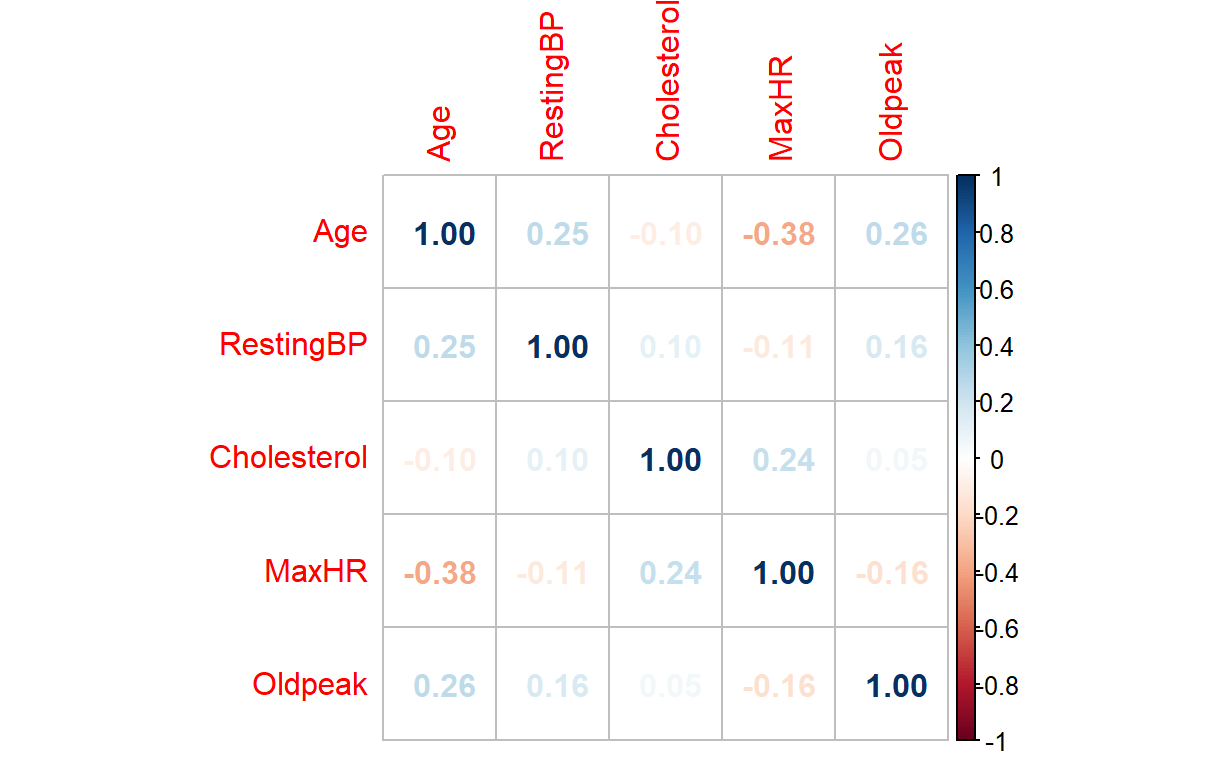 Age RestingBP Cholesterol MaxHR Oldpeak
Age 1.00 0.25 -0.10 -0.38 0.26
RestingBP 0.25 1.00 0.10 -0.11 0.16
Cholesterol -0.10 0.10 1.00 0.24 0.05
MaxHR -0.38 -0.11 0.24 1.00 -0.16
Oldpeak 0.26 0.16 0.05 -0.16 1.00
1
0.8
0.6
0.4
0.2
0
-0.2
-0.4
-0.6
-0.8
-1